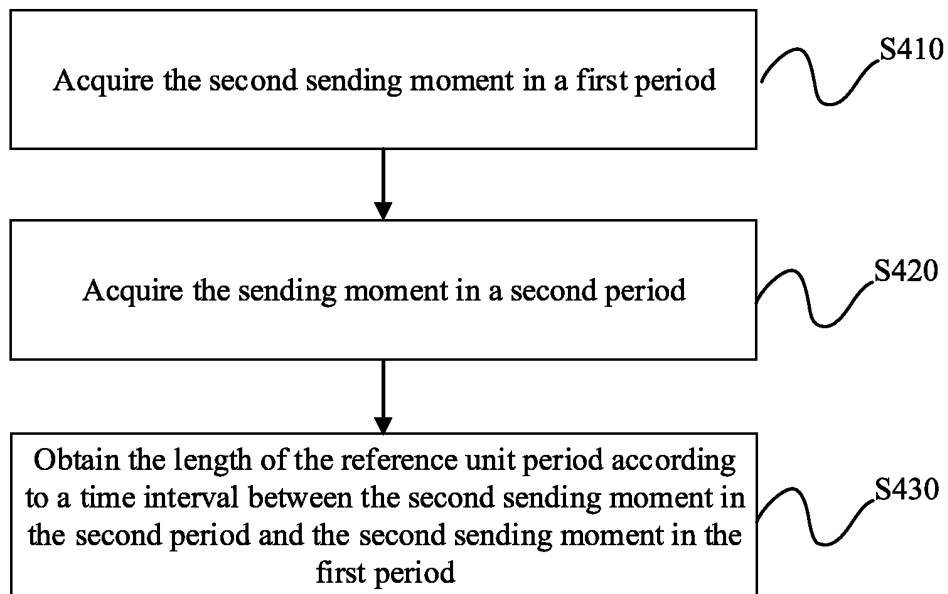 Acquire the second sending moment in a first period
S410
Acquire the sending moment in a second period
S420
Obtain the length of the reference unit period according
to a time interval between the second sending moment in
the second period and the second sending moment in the
first period
S430